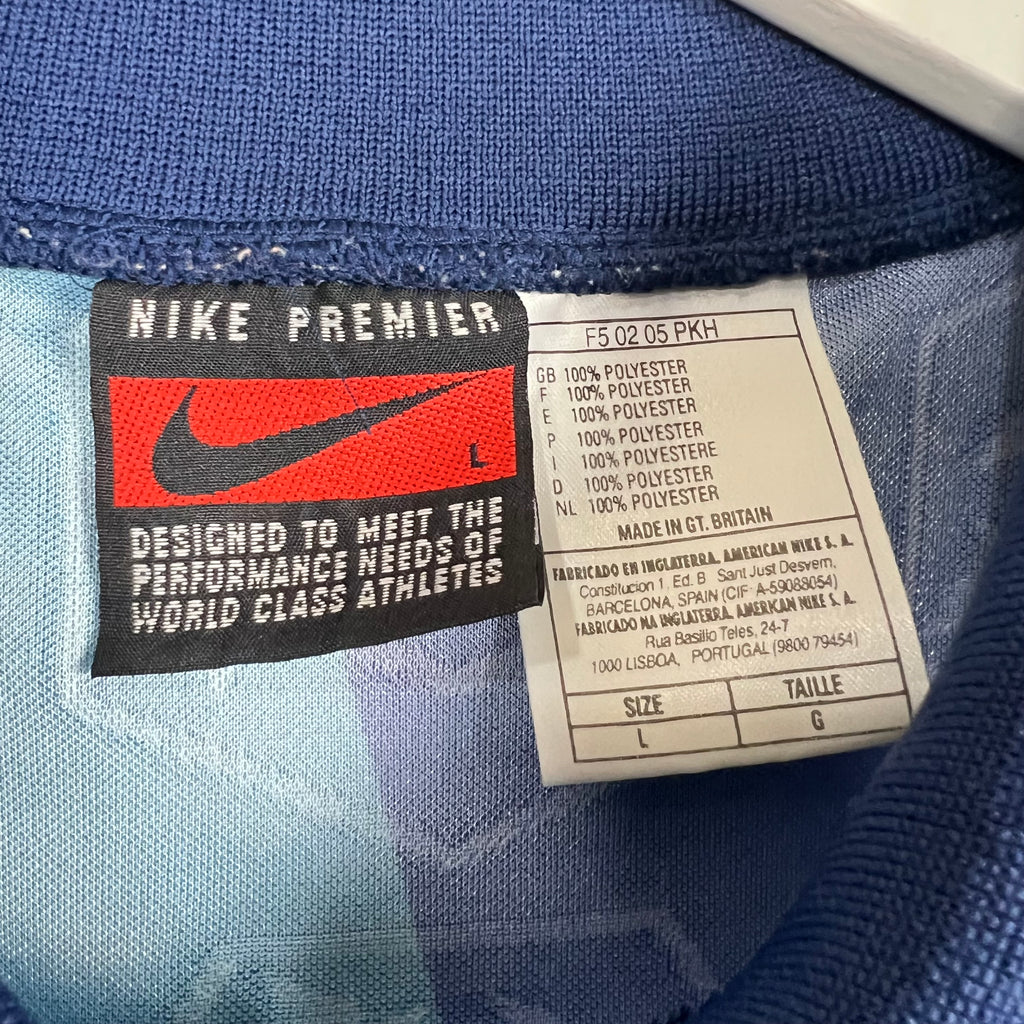 NIKE PREMIER
L
DESIGNED TO MEET THE
PERFORMANCE NEEDS OF
WORLD CLASS ATHLETES
F5 02 05 PKH
GB 100% POLYESTER
F 100% POLYESTER
E 100% POLYESTER
P 100% POLYESTER
I 100% POLYESTERE
D 100% POLYESTER
NL 100% POLYESTER
MADE IN GT. BRITAIN
FABRICADO EN INGLATERRA. AMERICAN NIKE S. A.
Constitucion 1, Ed. B Sant Just Desvern,
BARCELONA, SPAIN (CIF A-59088054)
FABRICADO NA INGLATERRA. AMERICAN NIKE S. A.
Rua Basilio Teles, 24-7
1000 LISBOA, PORTUGAL (9800 79454)
SIZE TAILLE
L G